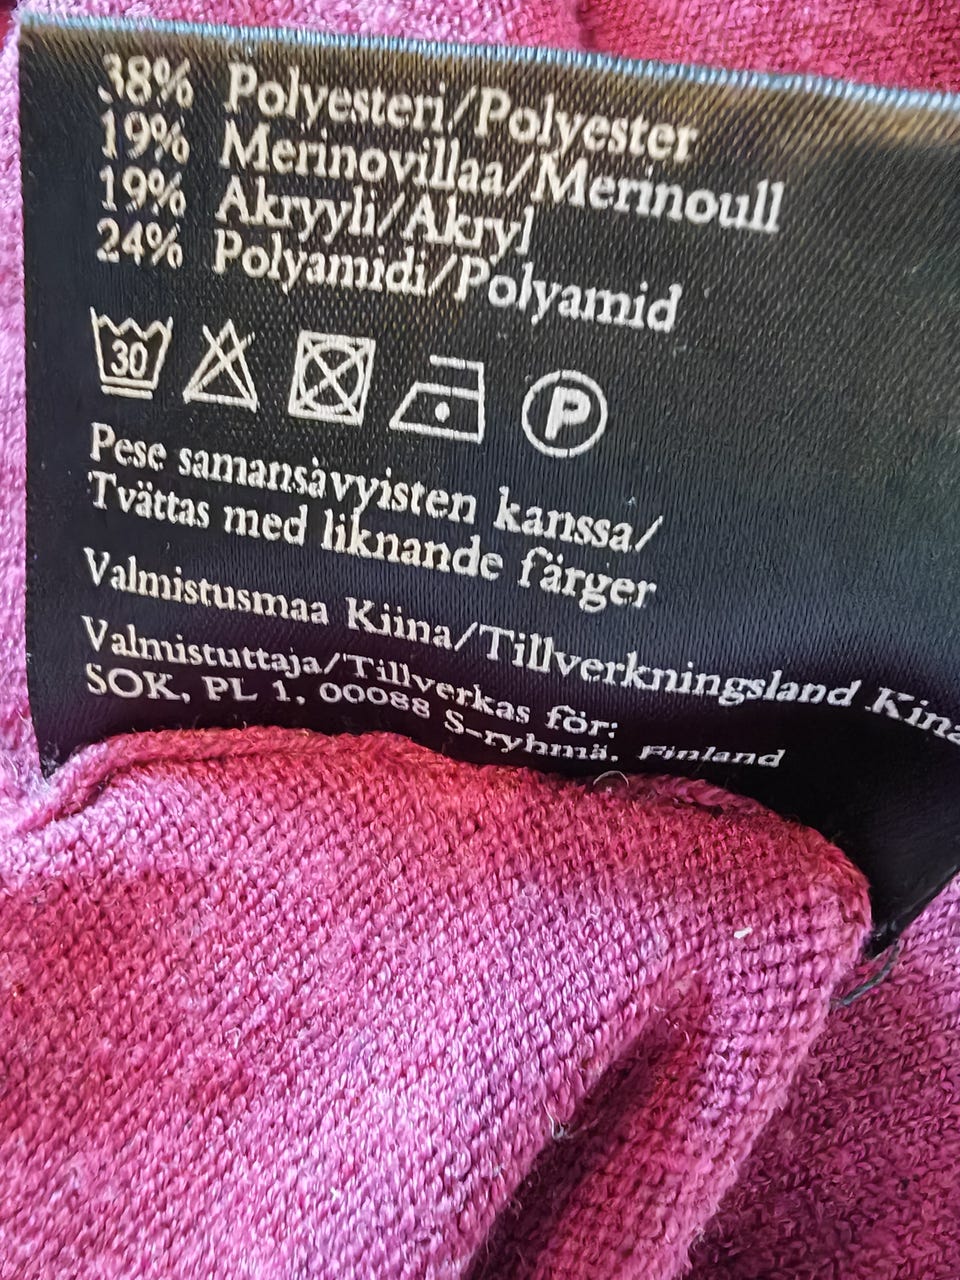 38% Polyesteri/Polyester
19% Merinovillaa/Merinoull
19% Akryyli/Akryl
24% Polyamidi/Polyamid
30 P
Pese samansävyisten kanssa/
Tvättas med liknande färger
Valmistusmaa Kiina/Tillverkningsland Kina
Valmistuttaja/Tillverkas för:
SOK, PL 1, 00088 S-ryhmä, Finland